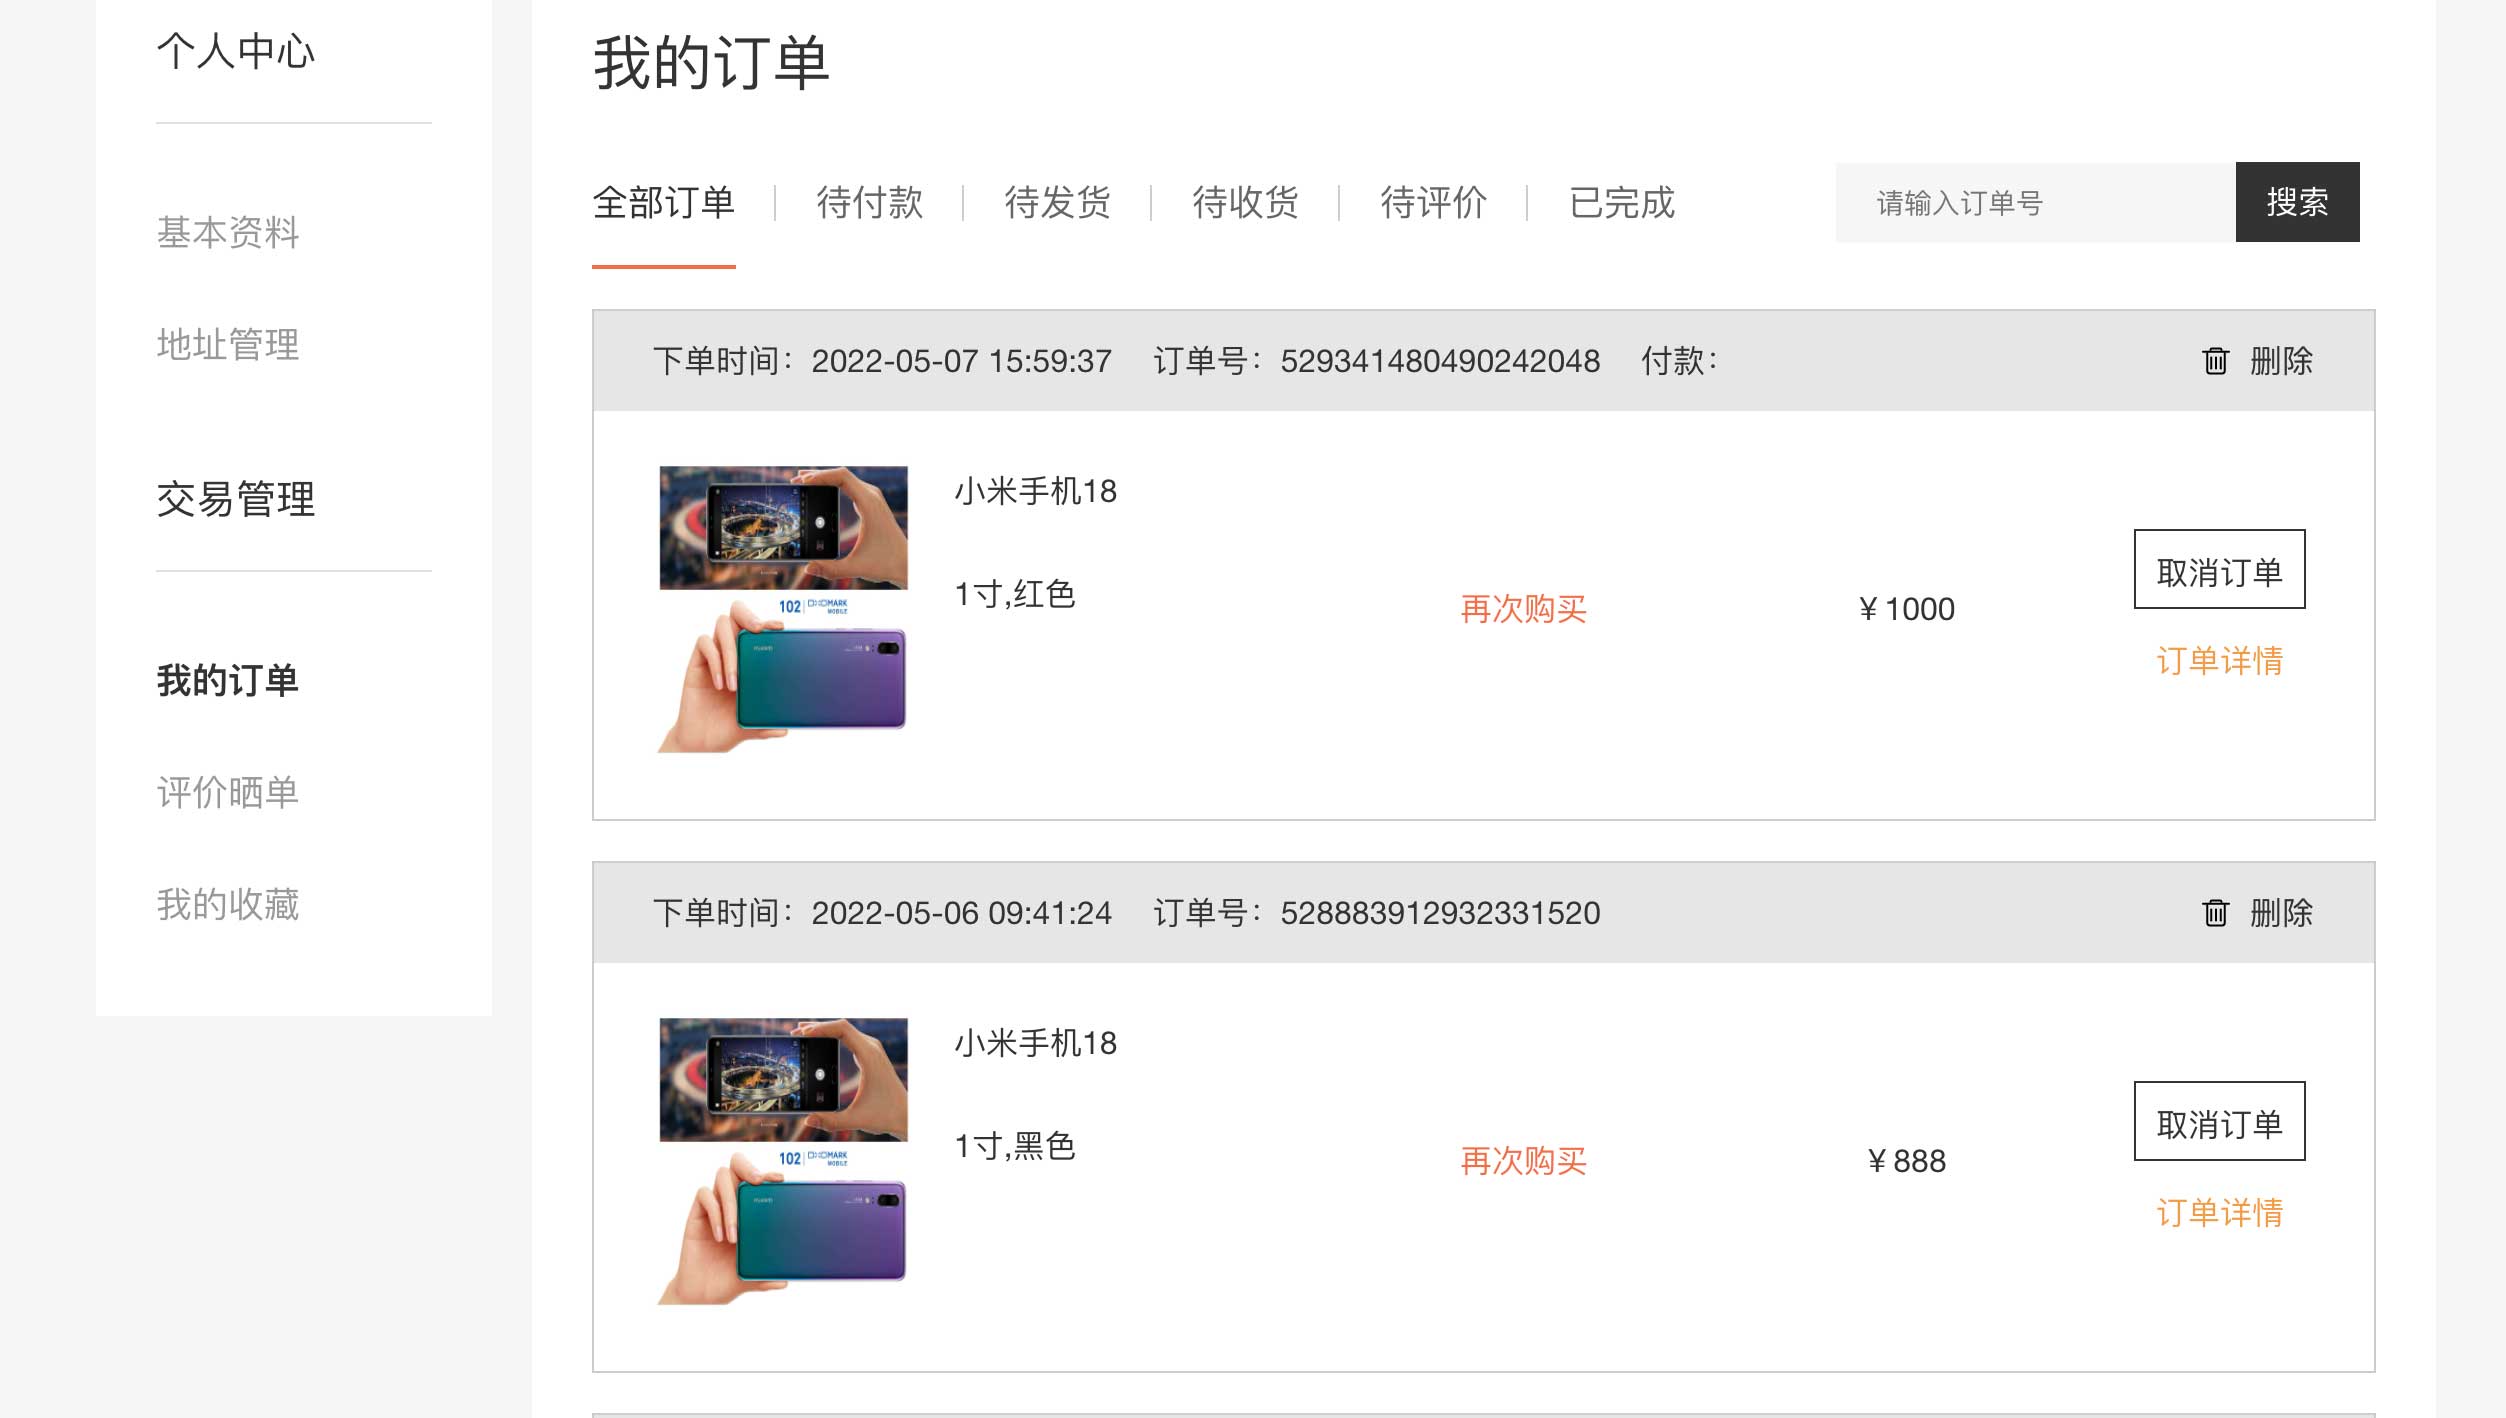 个人中心
基本资料
地址管理
交易管理
我的订单
评价晒单
我的收藏
我的订单
全部订单 待付款 待发货 待收货 待评价 已完成
请输入订单号 搜索
下单时间：2022-05-07 15:59:37 订单号：529341480490242048 付款： 删除
小米手机18
1寸,红色
102 DXOMARK
MOBILE
再次购买
￥1000
取消订单
订单详情
下单时间：2022-05-06 09:41:24 订单号：528883912932331520 删除
小米手机18
1寸,黑色
102 DXOMARK
MOBILE
再次购买
￥888
取消订单
订单详情